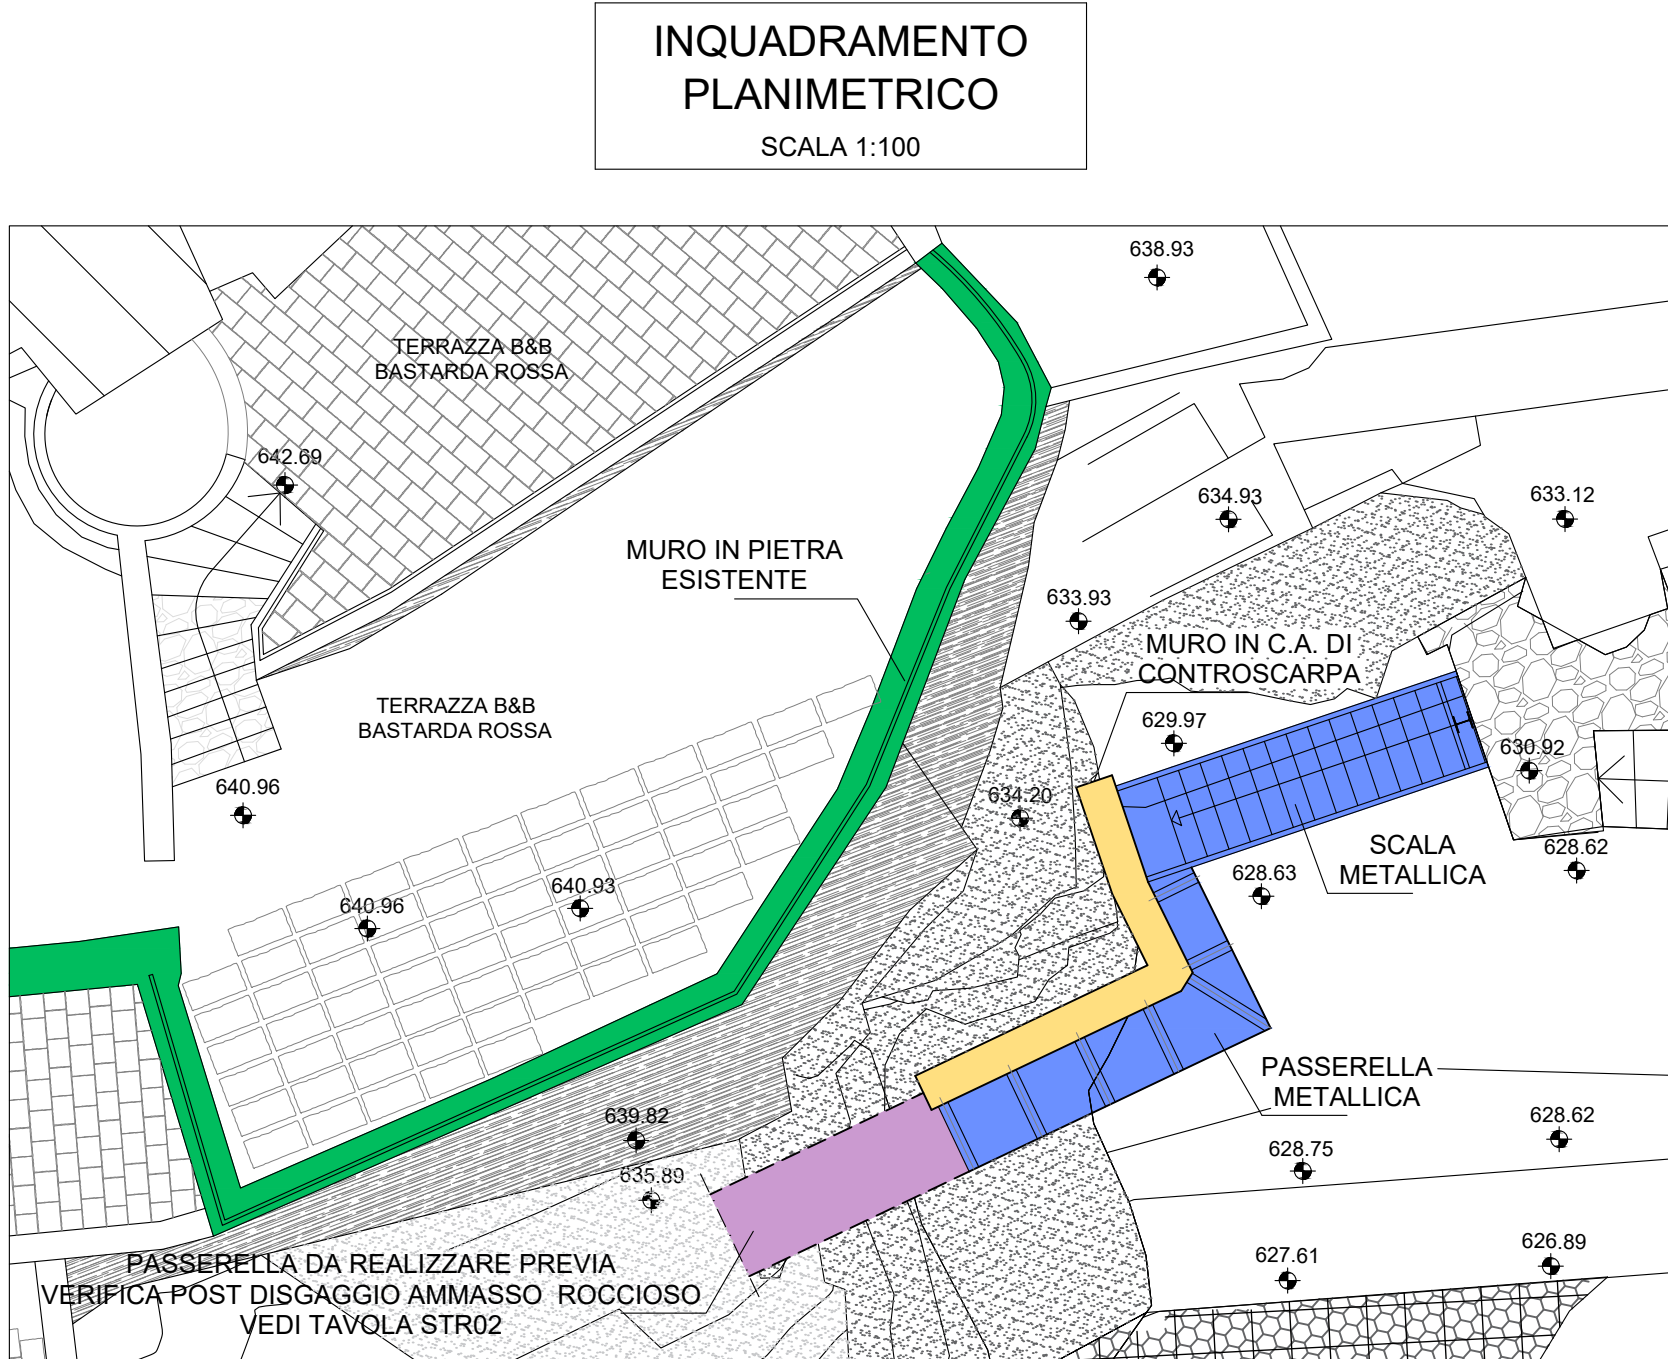 INQUADRAMENTO
PLANIMETRICO
SCALA 1:100
638.93
TERRAZZA B&B
BASTARDA ROSSA
642.69
634.93
633.12
MURO IN PIETRA
ESISTENTE
633.93
MURO IN C.A. DI
CONTROSCARPA
TERRAZZA B&B
BASTARDA ROSSA
629.97
630.92
640.96
634.20
SCALA
METALLICA
628.62
628.63
640.93
640.96
PASSERELLA
METALLICA
639.82
628.62
628.75
635.89
627.61
626.89
PASSERELLA DA REALIZZARE PREVIA
VERIFICA POST DISGAGGIO AMMASSO ROCCIOSO
VEDI TAVOLA STR02